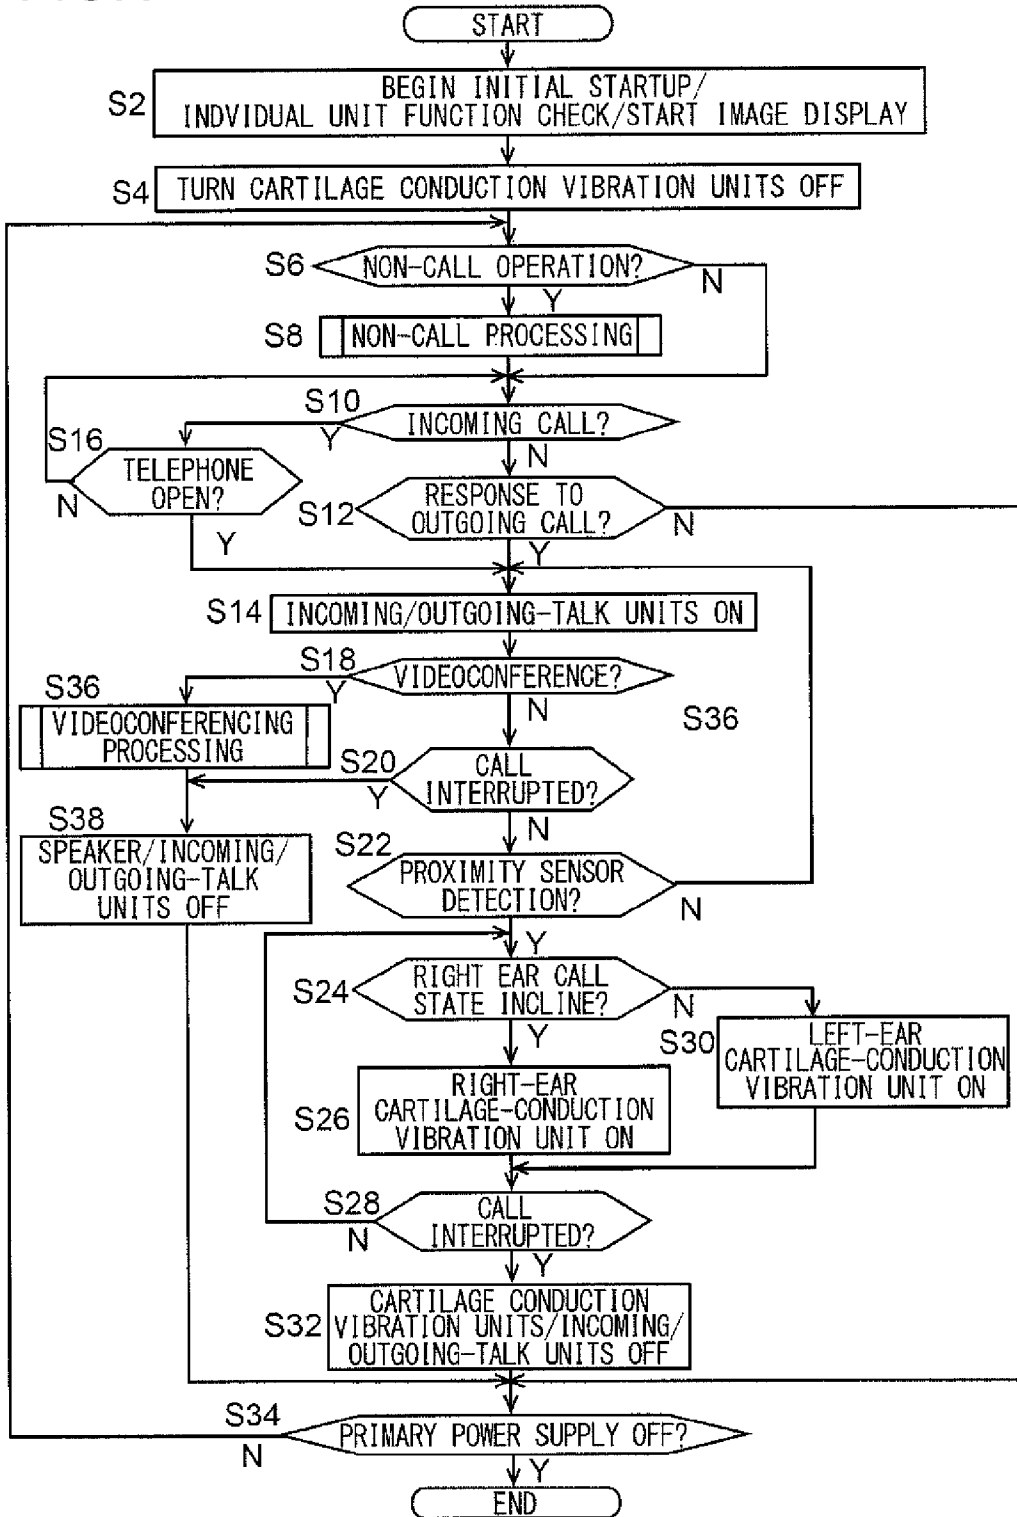 START
S2
BEGIN INITIAL STARTUP/
INDVIDUAL UNIT FUNCTION CHECK/START IMAGE DISPLAY
S4
TURN CARTILAGE CONDUCTION VIBRATION UNITS OFF
S6
NON-CALL OPERATION?
N
Y
S8
NON-CALL PROCESSING
S10
INCOMING CALL?
Y
N
S16
TELEPHONE
OPEN?
N
Y
S12
RESPONSE TO
OUTGOING CALL?
N
Y
S14
INCOMING/OUTGOING-TALK UNITS ON
S18
VIDEOCONFERENCE?
Y
N
S36
VIDEOCONFERENCING
PROCESSING
S36
S20
CALL
INTERRUPTED?
Y
N
S38
SPEAKER/INCOMING/
OUTGOING-TALK
UNITS OFF
S22
PROXIMITY SENSOR
DETECTION?
N
Y
S24
RIGHT EAR CALL
STATE INCLINE?
N
Y
S30
LEFT-EAR
CARTILAGE-CONDUCTION
VIBRATION UNIT ON
S26
RIGHT-EAR
CARTILAGE-CONDUCTION
VIBRATION UNIT ON
S28
CALL
INTERRUPTED?
N
Y
S32
CARTILAGE CONDUCTION
VIBRATION UNITS/INCOMING/
OUTGOING-TALK UNITS OFF
S34
PRIMARY POWER SUPPLY OFF?
N
Y
END